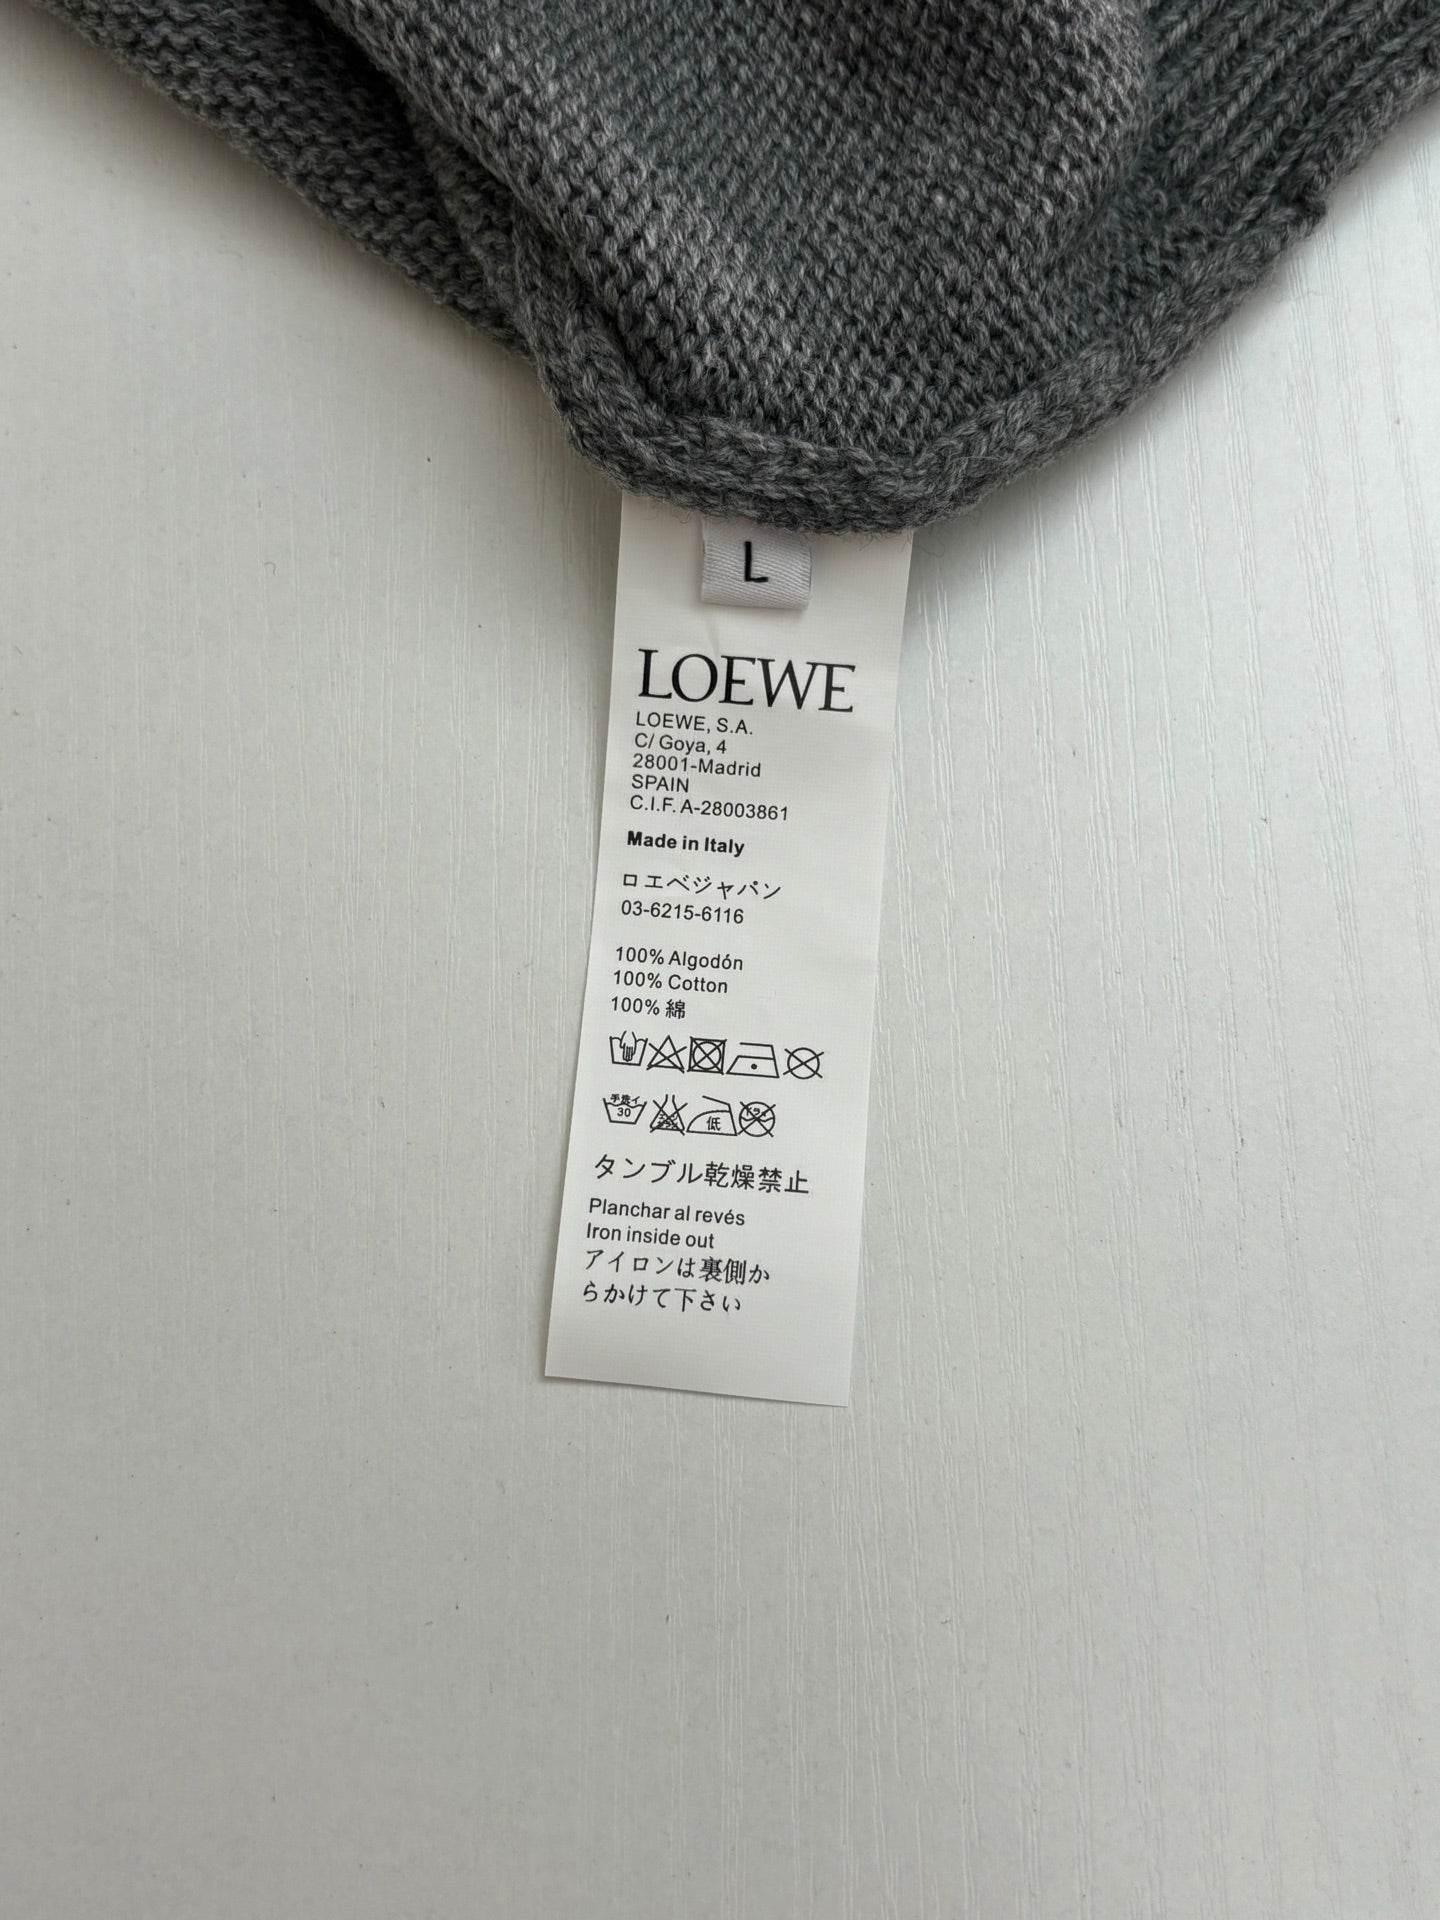 L
LOEWE
LOEWE, S.A.
C/ Goya, 4
28001-Madrid
SPAIN
C.I.F. A-28003861
Made in Italy
ロエベジャパン
03-6215-6116
100% Algodón
100% Cotton
100% 綿
手洗イ
30
低
タンブル乾燥禁止
Planchar al revés
Iron inside out
アイロンは裏側か
らかけて下さい